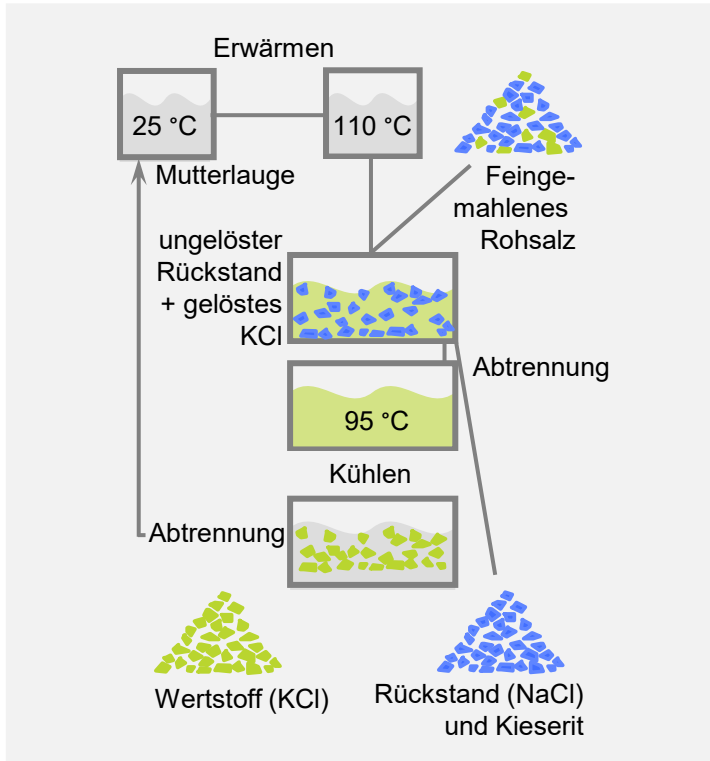 Erwärmen
25 °C
110 °C
Mutterlauge
Feinge-
mahlenes
Rohsalz
ungelöster
Rückstand
+ gelöstes
KCl
Abtrennung
95 °C
Kühlen
Abtrennung
Wertstoff (KCl)
Rückstand (NaCl)
und Kieserit